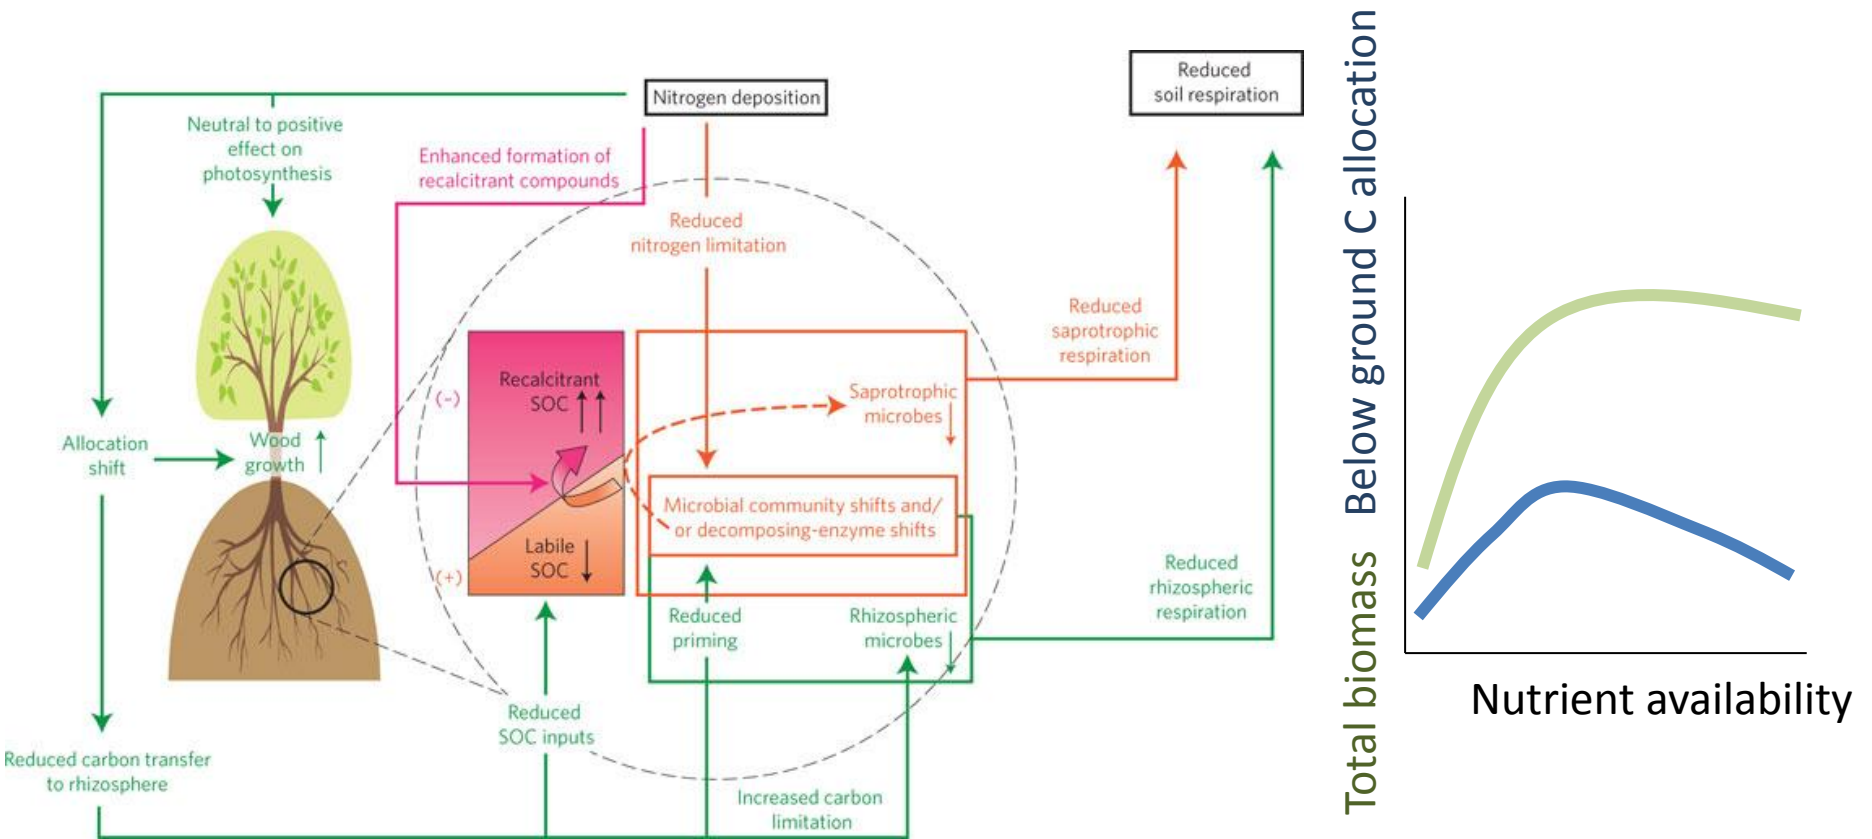 Nitrogen deposition
Reduced
soil respiration
Neutral to positive
effect on
photosynthesis
Enhanced formation of
recalcitrant compounds
Reduced
nitrogen limitation
Reduced
saprotrophic
respiration
(–)
Recalcitrant
SOC
Saprotrophic
microbes
Allocation
shift
Wood
growth
Microbial community shifts and/
or decomposing-enzyme shifts
Labile
SOC
(+)
Reduced
priming
Rhizospheric
microbes
Reduced
rhizospheric
respiration
Reduced
SOC inputs
Reduced carbon transfer
to rhizosphere
Increased carbon
limitation
Total biomass Below ground C allocation
Nutrient availability